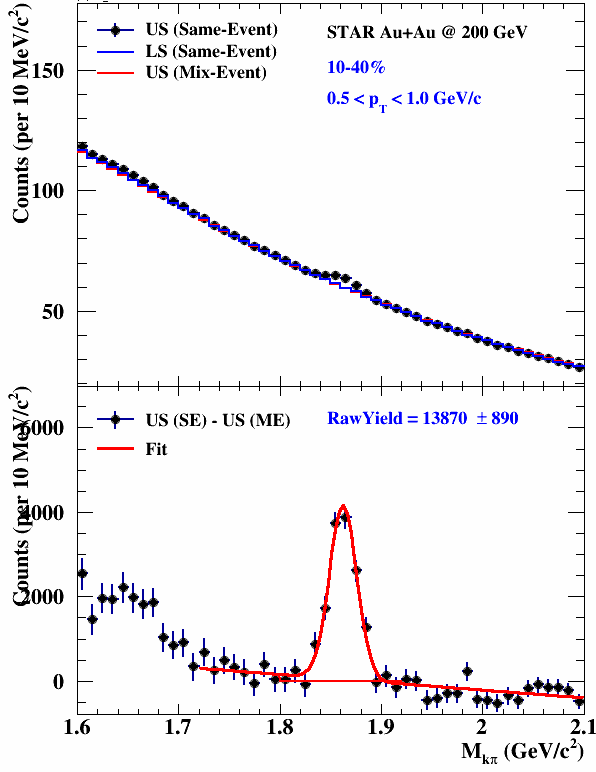 US (Same-Event)
LS (Same-Event)
US (Mix-Event)
STAR Au+Au @ 200 GeV
10-40%
0.5 < p_T < 1.0 GeV/c
Counts (per 10 MeV/c²)
150
100
50
US (SE) - US (ME)
Fit
RawYield = 13870 ± 890
Counts (per 10 MeV/c²)
6000
4000
2000
0
1.6 1.7 1.8 1.9 2 2.1
M_kπ (GeV/c²)